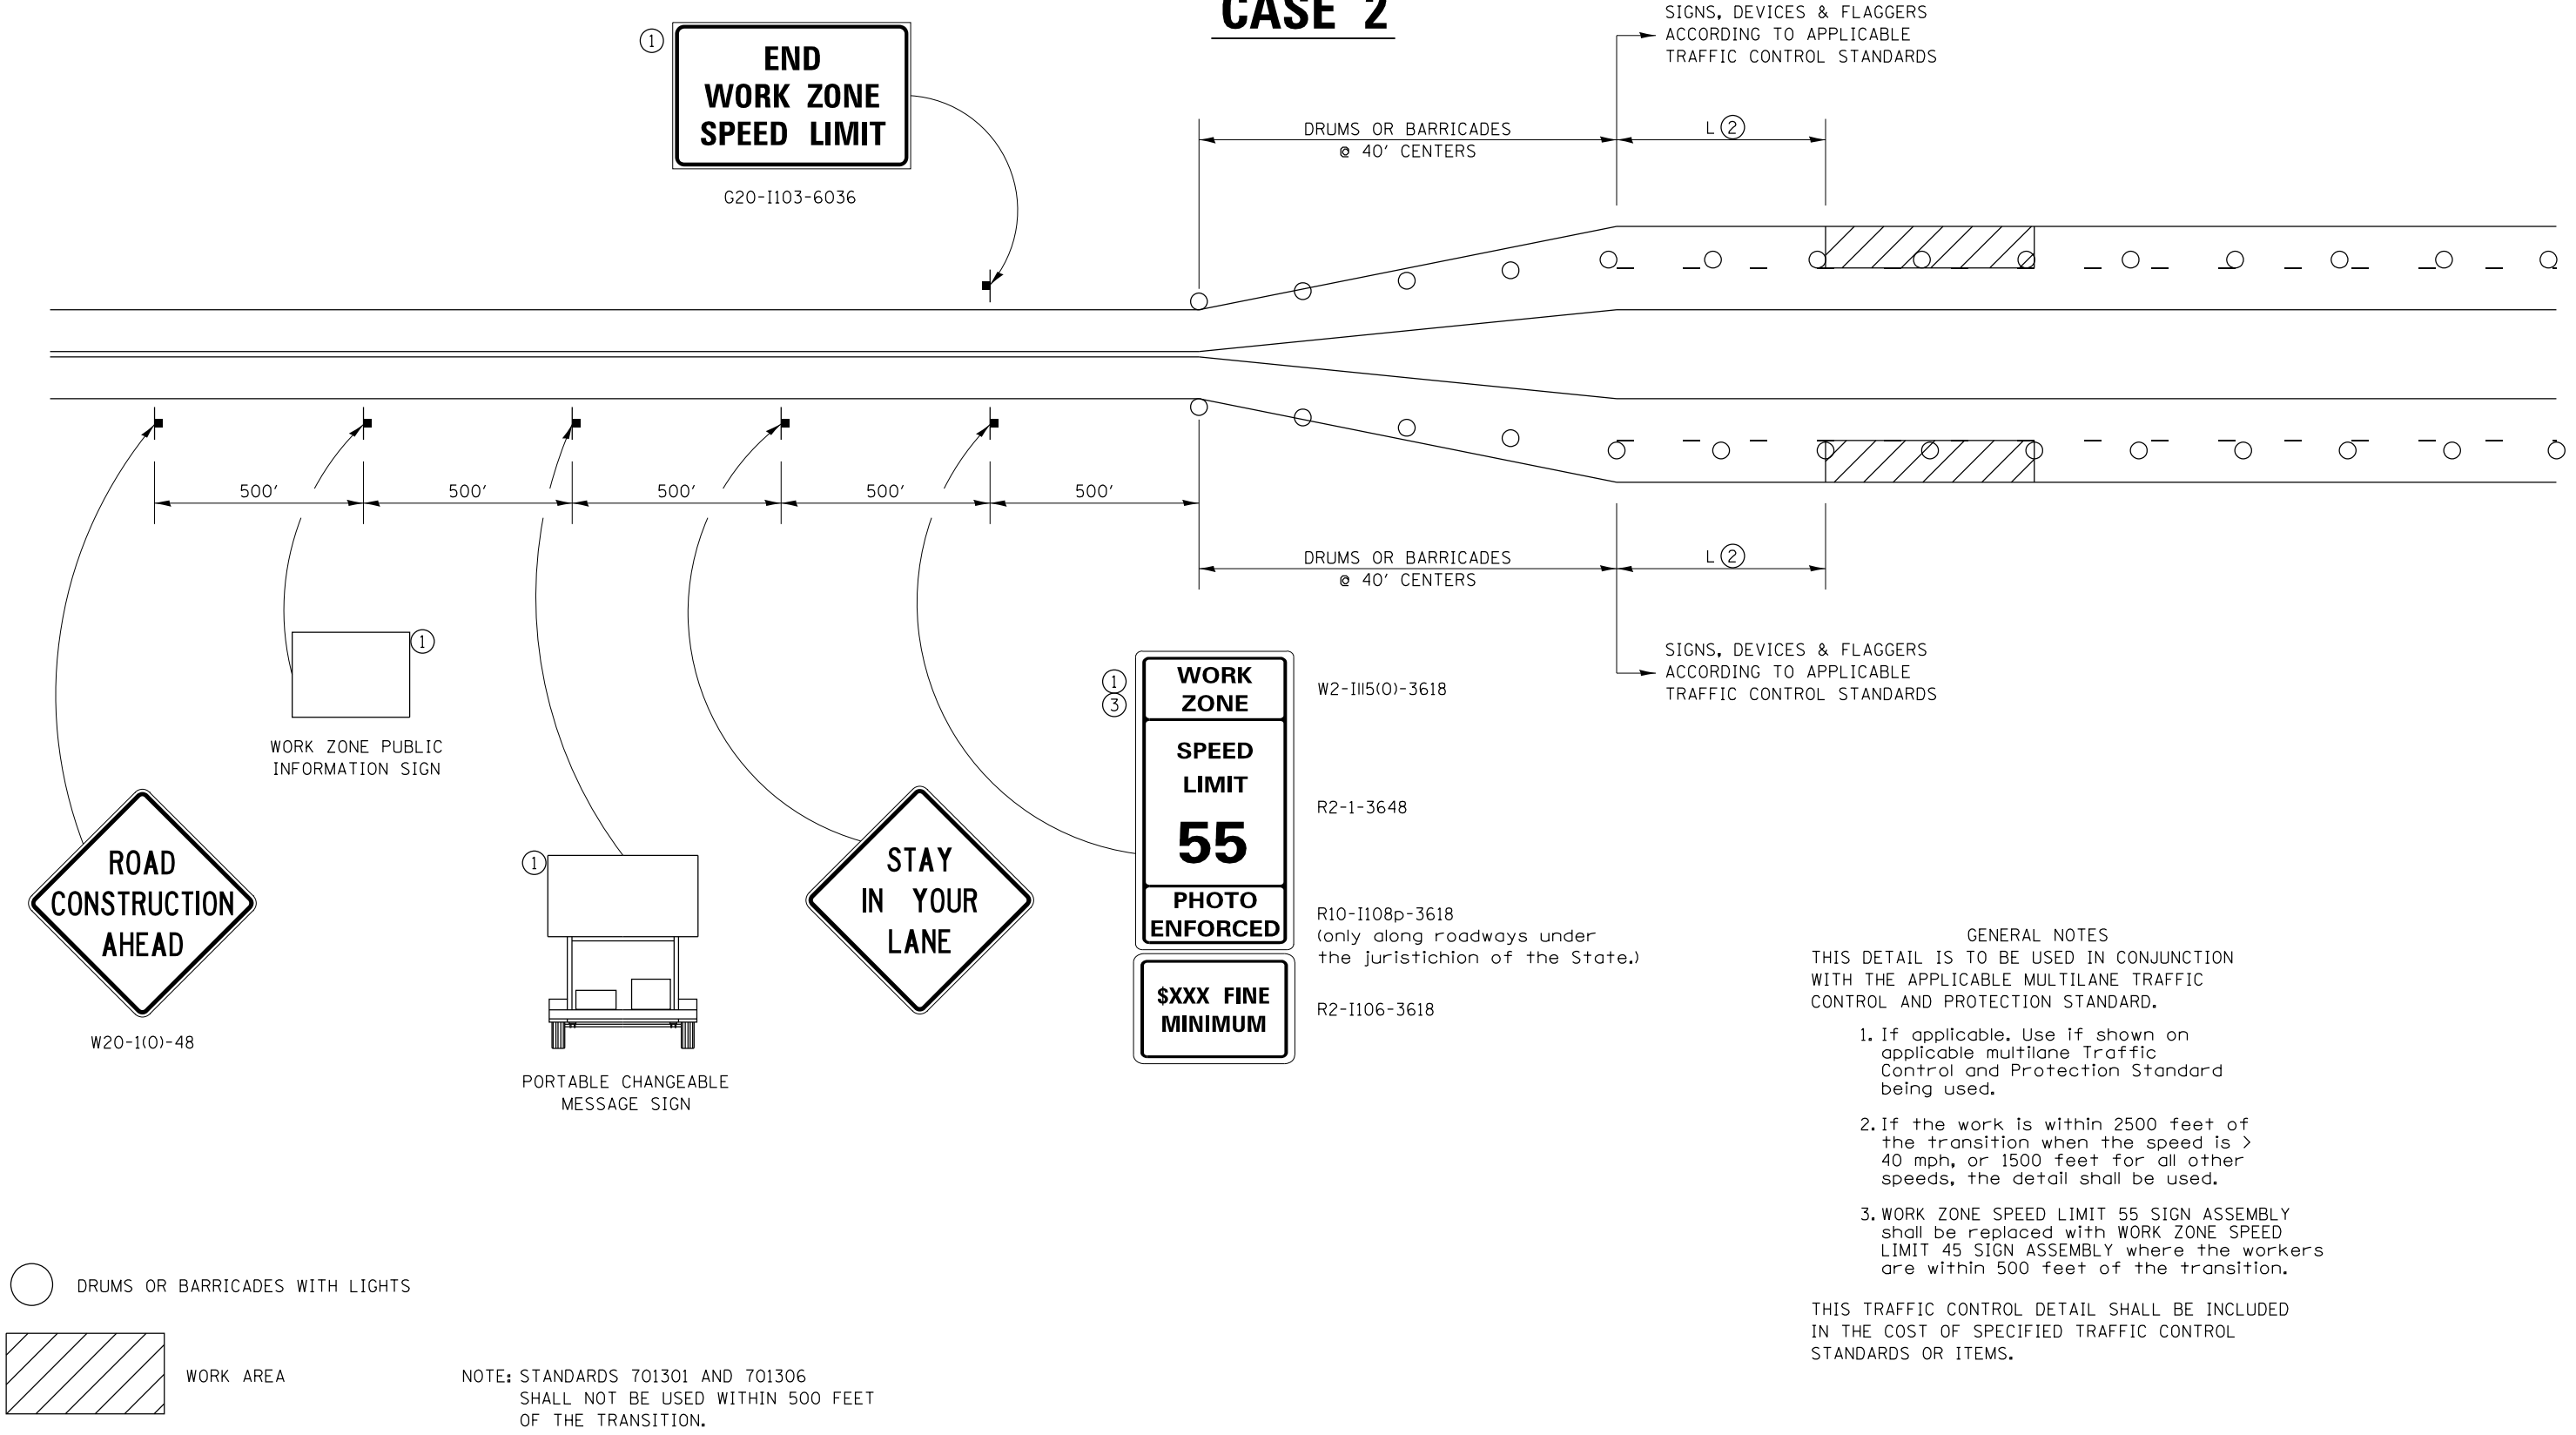 CASE 2
SIGNS, DEVICES & FLAGGERS
ACCORDING TO APPLICABLE
TRAFFIC CONTROL STANDARDS
1
END
WORK ZONE
SPEED LIMIT
G20-I103-6036
DRUMS OR BARRICADES
@ 40' CENTERS
L 2
500'
500'
500'
500'
500'
DRUMS OR BARRICADES
@ 40' CENTERS
L 2
SIGNS, DEVICES & FLAGGERS
ACCORDING TO APPLICABLE
TRAFFIC CONTROL STANDARDS
1
WORK ZONE PUBLIC
INFORMATION SIGN
ROAD
CONSTRUCTION
AHEAD
W20-1(O)-48
1
PORTABLE CHANGEABLE
MESSAGE SIGN
STAY
IN YOUR
LANE
1
3
WORK
ZONE
W2-I115(O)-3618
SPEED
LIMIT
55
R2-1-3648
PHOTO
ENFORCED
R10-I108p-3618
(only along roadways under
the juristichion of the State.)
$XXX FINE
MINIMUM
R2-I106-3618
GENERAL NOTES
THIS DETAIL IS TO BE USED IN CONJUNCTION
WITH THE APPLICABLE MULTILANE TRAFFIC
CONTROL AND PROTECTION STANDARD.
1. If applicable. Use if shown on
applicable multilane Traffic
Control and Protection Standard
being used.
2. If the work is within 2500 feet of
the transition when the speed is >
40 mph, or 1500 feet for all other
speeds, the detail shall be used.
3. WORK ZONE SPEED LIMIT 55 SIGN ASSEMBLY
shall be replaced with WORK ZONE SPEED
LIMIT 45 SIGN ASSEMBLY where the workers
are within 500 feet of the transition.
THIS TRAFFIC CONTROL DETAIL SHALL BE INCLUDED
IN THE COST OF SPECIFIED TRAFFIC CONTROL
STANDARDS OR ITEMS.
DRUMS OR BARRICADES WITH LIGHTS
WORK AREA
NOTE: STANDARDS 701301 AND 701306
SHALL NOT BE USED WITHIN 500 FEET
OF THE TRANSITION.